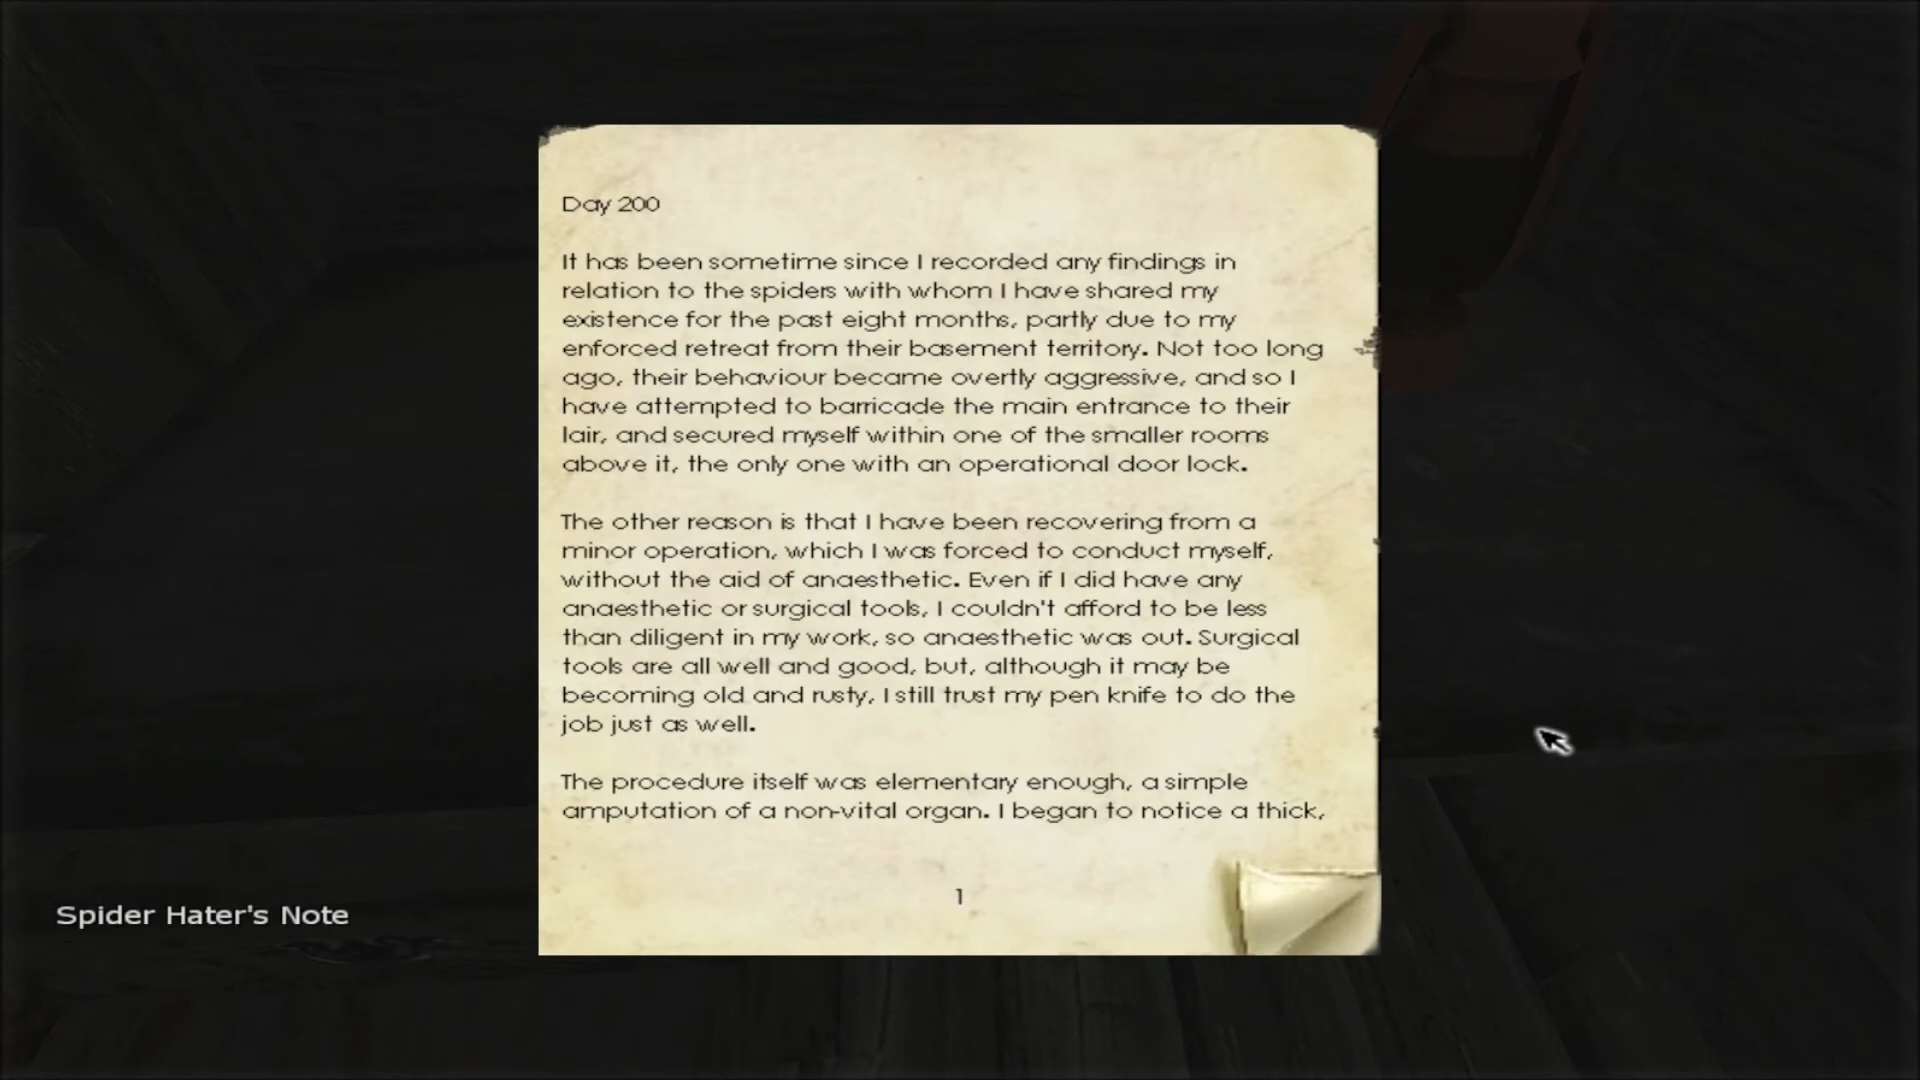 Day 200
It has been sometime since I recorded any findings in
relation to the spiders with whom I have shared my
existence for the past eight months, partly due to my
enforced retreat from their basement territory. Not too long
ago, their behaviour became overtly aggressive, and so I
have attempted to barricade the main entrance to their
lair, and secured myself within one of the smaller rooms
above it, the only one with an operational door lock.
The other reason is that I have been recovering from a
minor operation, which I was forced to conduct myself,
without the aid of anaesthetic. Even if I did have any
anaesthetic or surgical tools, I couldn't afford to be less
than diligent in my work, so anaesthetic was out. Surgical
tools are all well and good, but, although it may be
becoming old and rusty, I still trust my pen knife to do the
job just as well.
The procedure itself was elementary enough, a simple
amputation of a non-vital organ. I began to notice a thick,
1
Spider Hater's Note